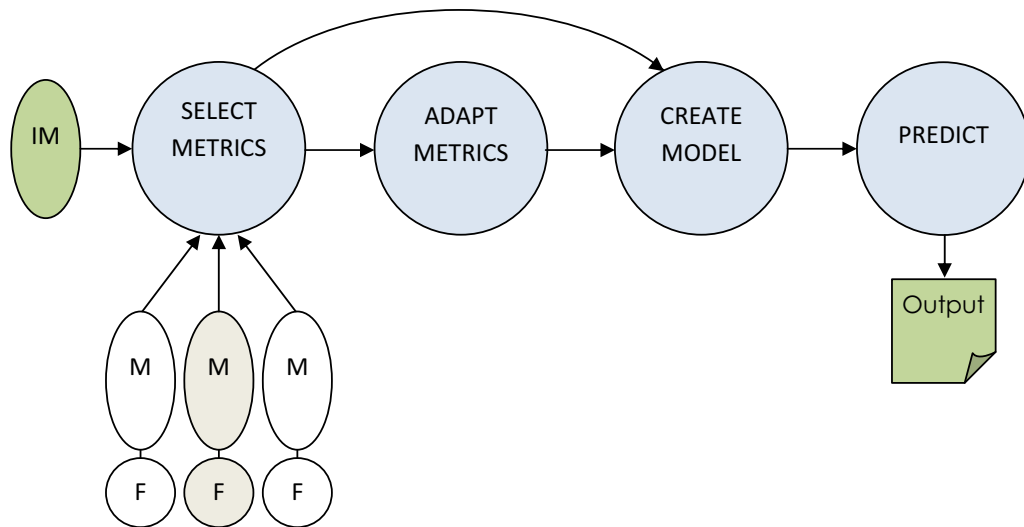 IM
SELECT
METRICS
ADAPT
METRICS
CREATE
MODEL
PREDICT
Output
M
M
M
F
F
F